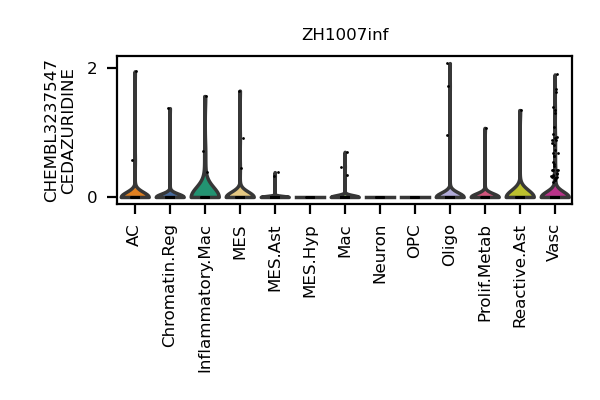 ZH1007inf
CHEMBL3237547
CEDAZURIDINE
2
0
AC
Chromatin.Reg
Inflammatory.Mac
MES
MES.Ast
MES.Hyp
Mac
Neuron
OPC
Oligo
Prolif.Metab
Reactive.Ast
Vasc